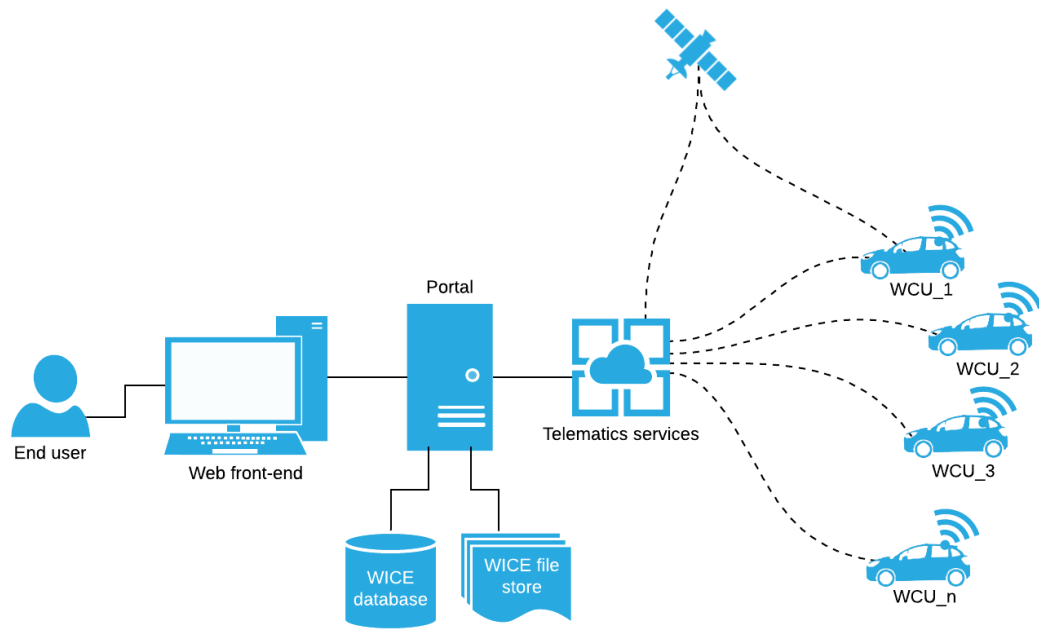 Portal
WCU_1
WCU_2
End user
Web front-end
Telematics services
WCU_3
WICE
database
WICE file
store
WCU_n